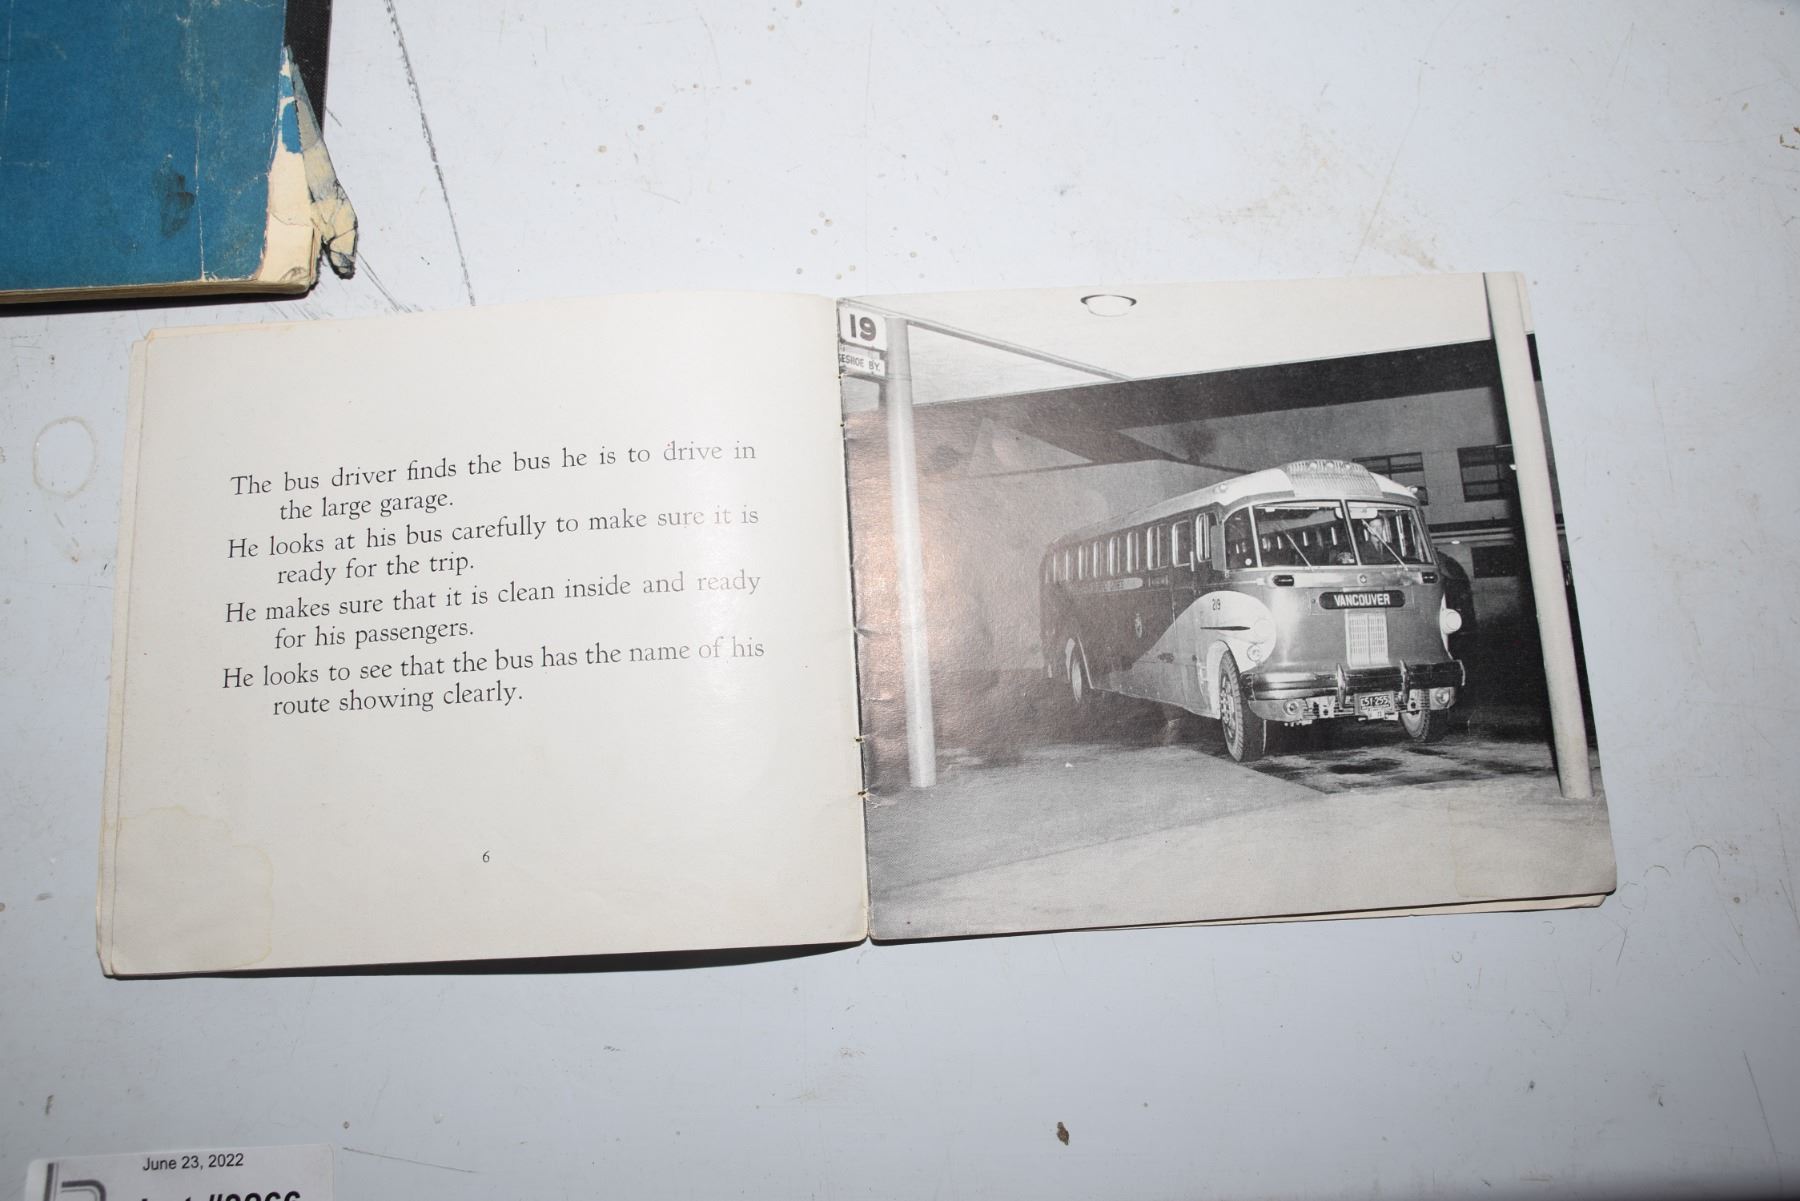 The bus driver finds the bus he is to drive in
the large garage.
He looks at his bus carefully to make sure it is
ready for the trip.
He makes sure that it is clean inside and ready
for his passengers.
He looks to see that the bus has the name of his
route showing clearly.
6
19
ESHOE BY.
219
VANCOUVER
June 23, 2022